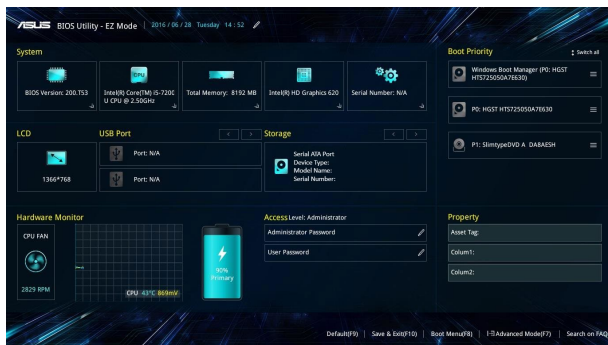 ASUS BIOS Utility - EZ Mode 2016 / 06 / 28 Tuesday 14 : 52
System
BIOS Version: 200.T53
CPU
Intel(R) Core(TM) i5-7200
U CPU @ 2.50GHz
Total Memory: 8192 MB
Intel(R) HD Graphics 620
Serial Number: N/A
Boot Priority
Switch all
Windows Boot Manager (P0: HGST
HTS725050A7E630)
P0: HGST HTS725050A7E630
P1: SlimtypeDVD A DA8AESH
LCD
1366*768
USB Port
Port: N/A
Port: N/A
Storage
Serial ATA Port
Device Type:
Model Name:
Serial Number:
Hardware Monitor
CPU FAN
2829 RPM
CPU 43°C 869mV
90%
Primary
Access Level: Administrator
Administrator Password
User Password
Property
Asset Tag:
Colum1:
Colum2:
Default(F9) | Save & Exit(F10) | Boot Menu(F8) | Advanced Mode(F7) | Search on FAQ